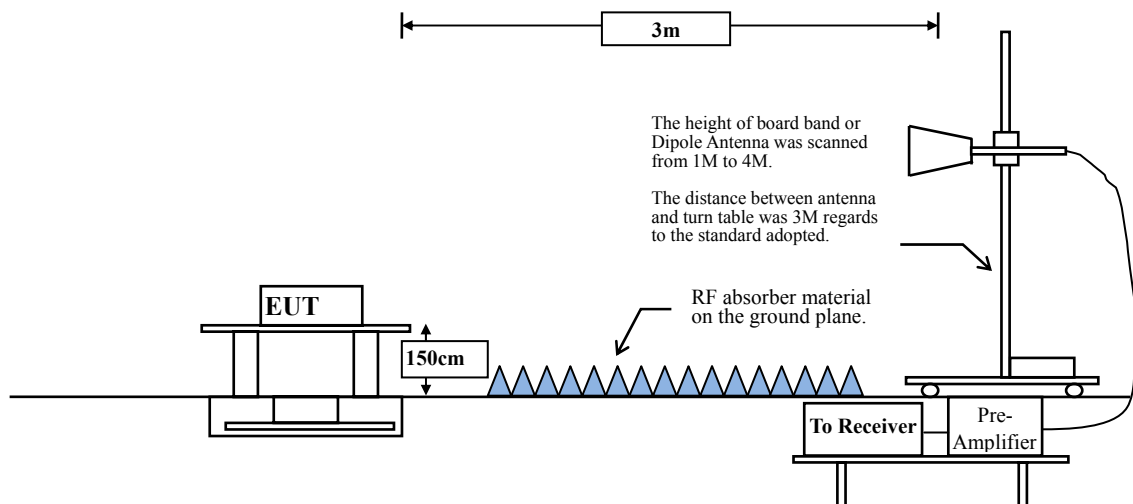 3m
The height of board band or
Dipole Antenna was scanned
from 1M to 4M.
The distance between antenna
and turn table was 3M regards
to the standard adopted.
EUT
RF absorber material
on the ground plane.
150cm
To Receiver
Pre-
Amplifier